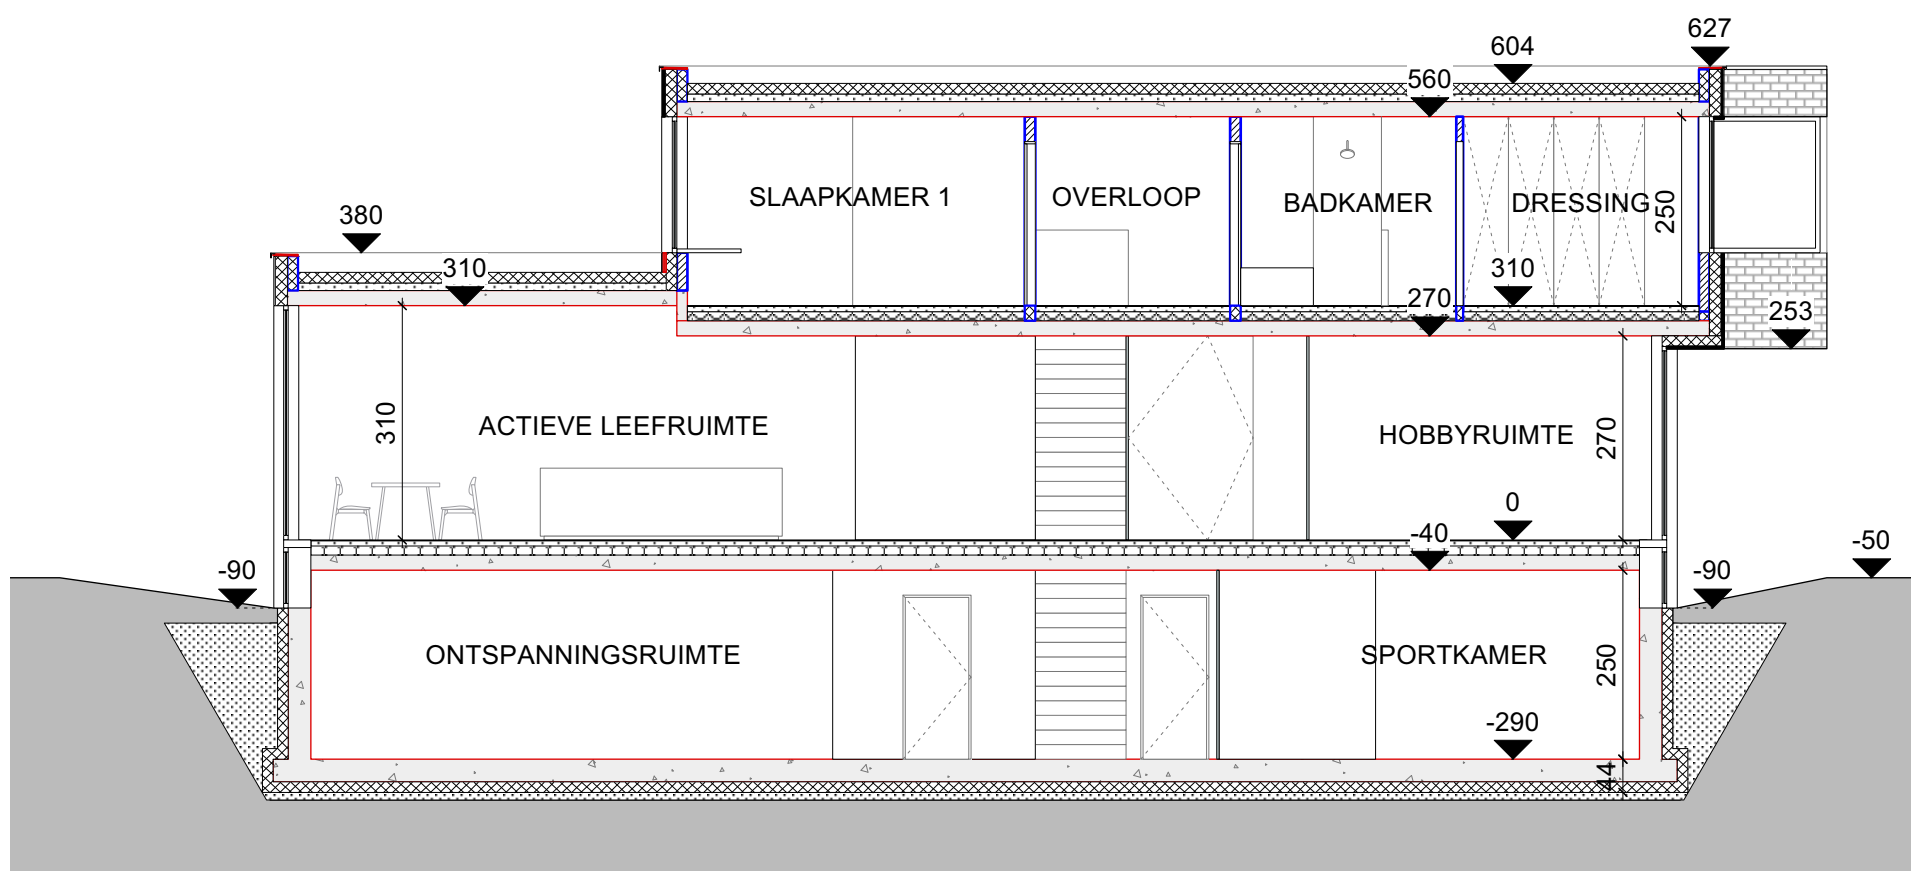 627
604
560
SLAAPKAMER 1
OVERLOOP
BADKAMER
DRESSING
250
380
310
310
270
253
310
ACTIEVE LEEFRUIMTE
HOBBYRUIMTE
270
0
-40
-50
-90
-90
ONTSPANNINGSRUIMTE
SPORTKAMER
250
-290
44